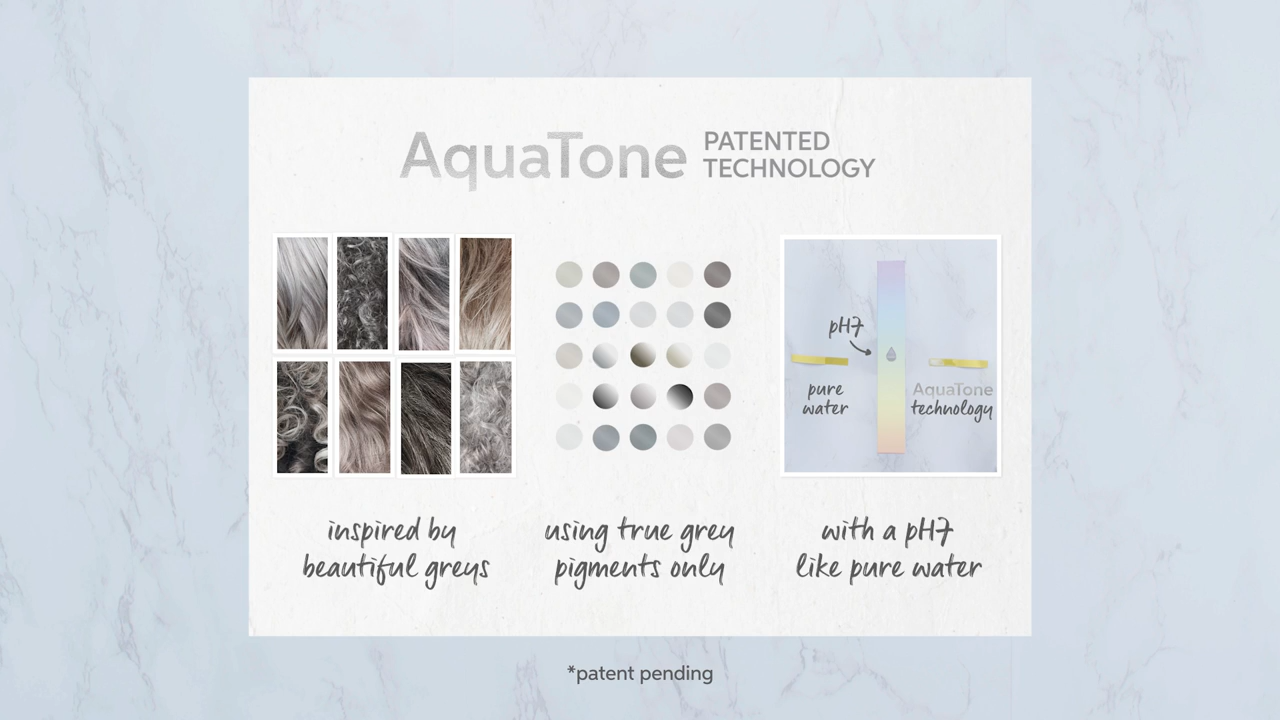 AquaTone
PATENTED
TECHNOLOGY
pH7
pure
water
AquaTone
technology
inspired by
beautiful greys
using true grey
pigments only
with a pH7
like pure water
*patent pending